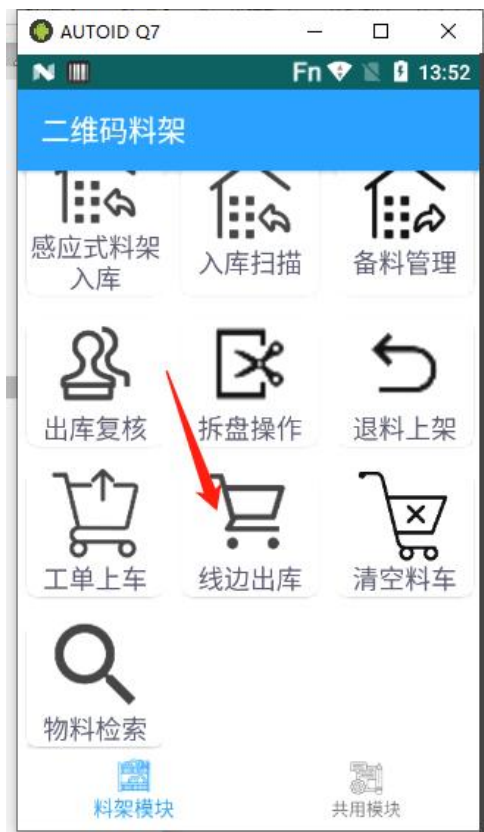 AUTOID Q7
Fn 13:52
二维码料架
感应式料架
入库
入库扫描
备料管理
出库复核
拆盘操作
退料上架
工单上车
线边出库
清空料车
物料检索
料架模块
共用模块